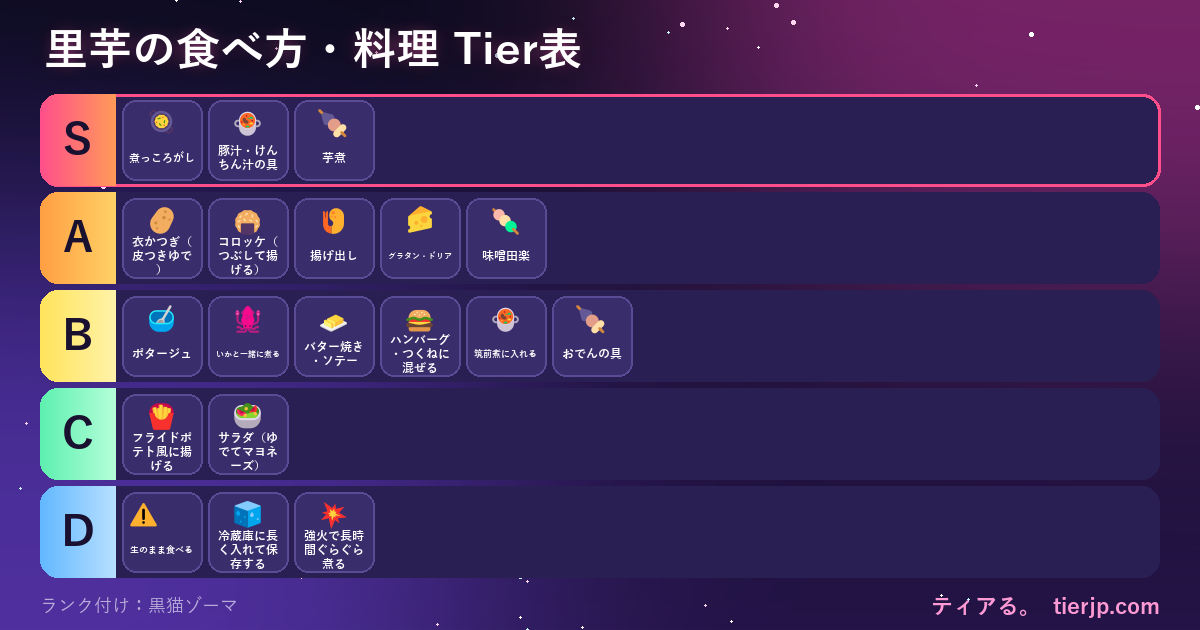 里芋の食べ方・料理 Tier表
S
煮っころがし
豚汁・けん
ちん汁の具
芋煮
A
衣かつぎ（
皮つきゆで
）
コロッケ（
つぶして揚
げる）
揚げ出し
グラタン・ドリア
味噌田楽
B
ポタージュ
いかと一緒に煮る
バター焼き
・ソテー
ハンバーグ
・つくねに
混ぜる
筑前煮に入れる
おでんの具
C
フライドポ
テト風に揚
げる
サラダ（ゆ
でてマヨネ
ーズ）
D
生のまま食べる
冷蔵庫に長
く入れて保
存する
強火で長時
間ぐらぐら
煮る
ランク付け：黒猫ゾーマ
ティアる。 tierjp.com